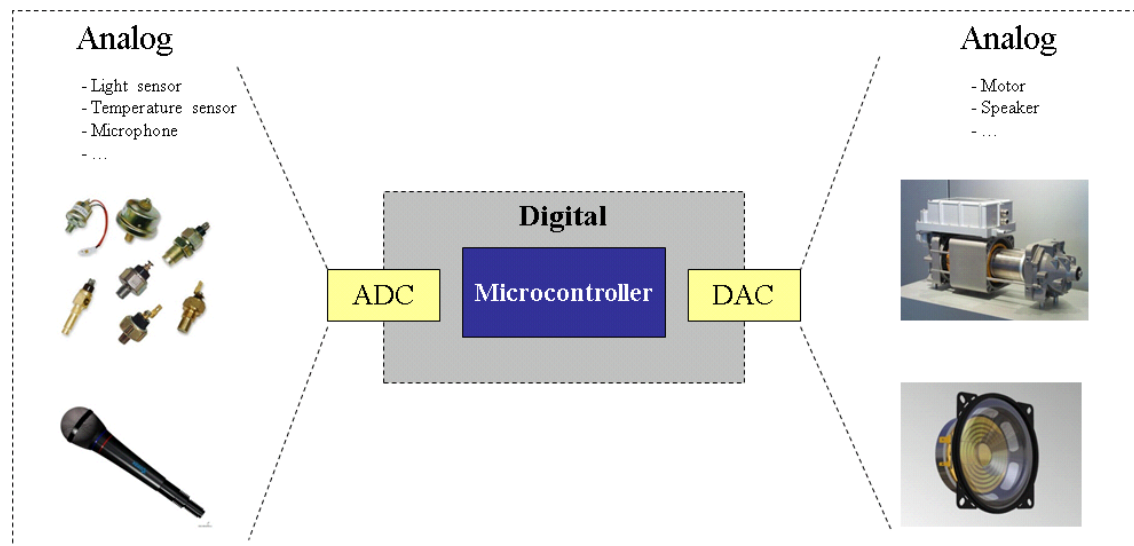 Analog
- Light sensor
- Temperature sensor
- Microphone
- ...
Digital
ADC
Microcontroller
DAC
Analog
- Motor
- Speaker
- ...